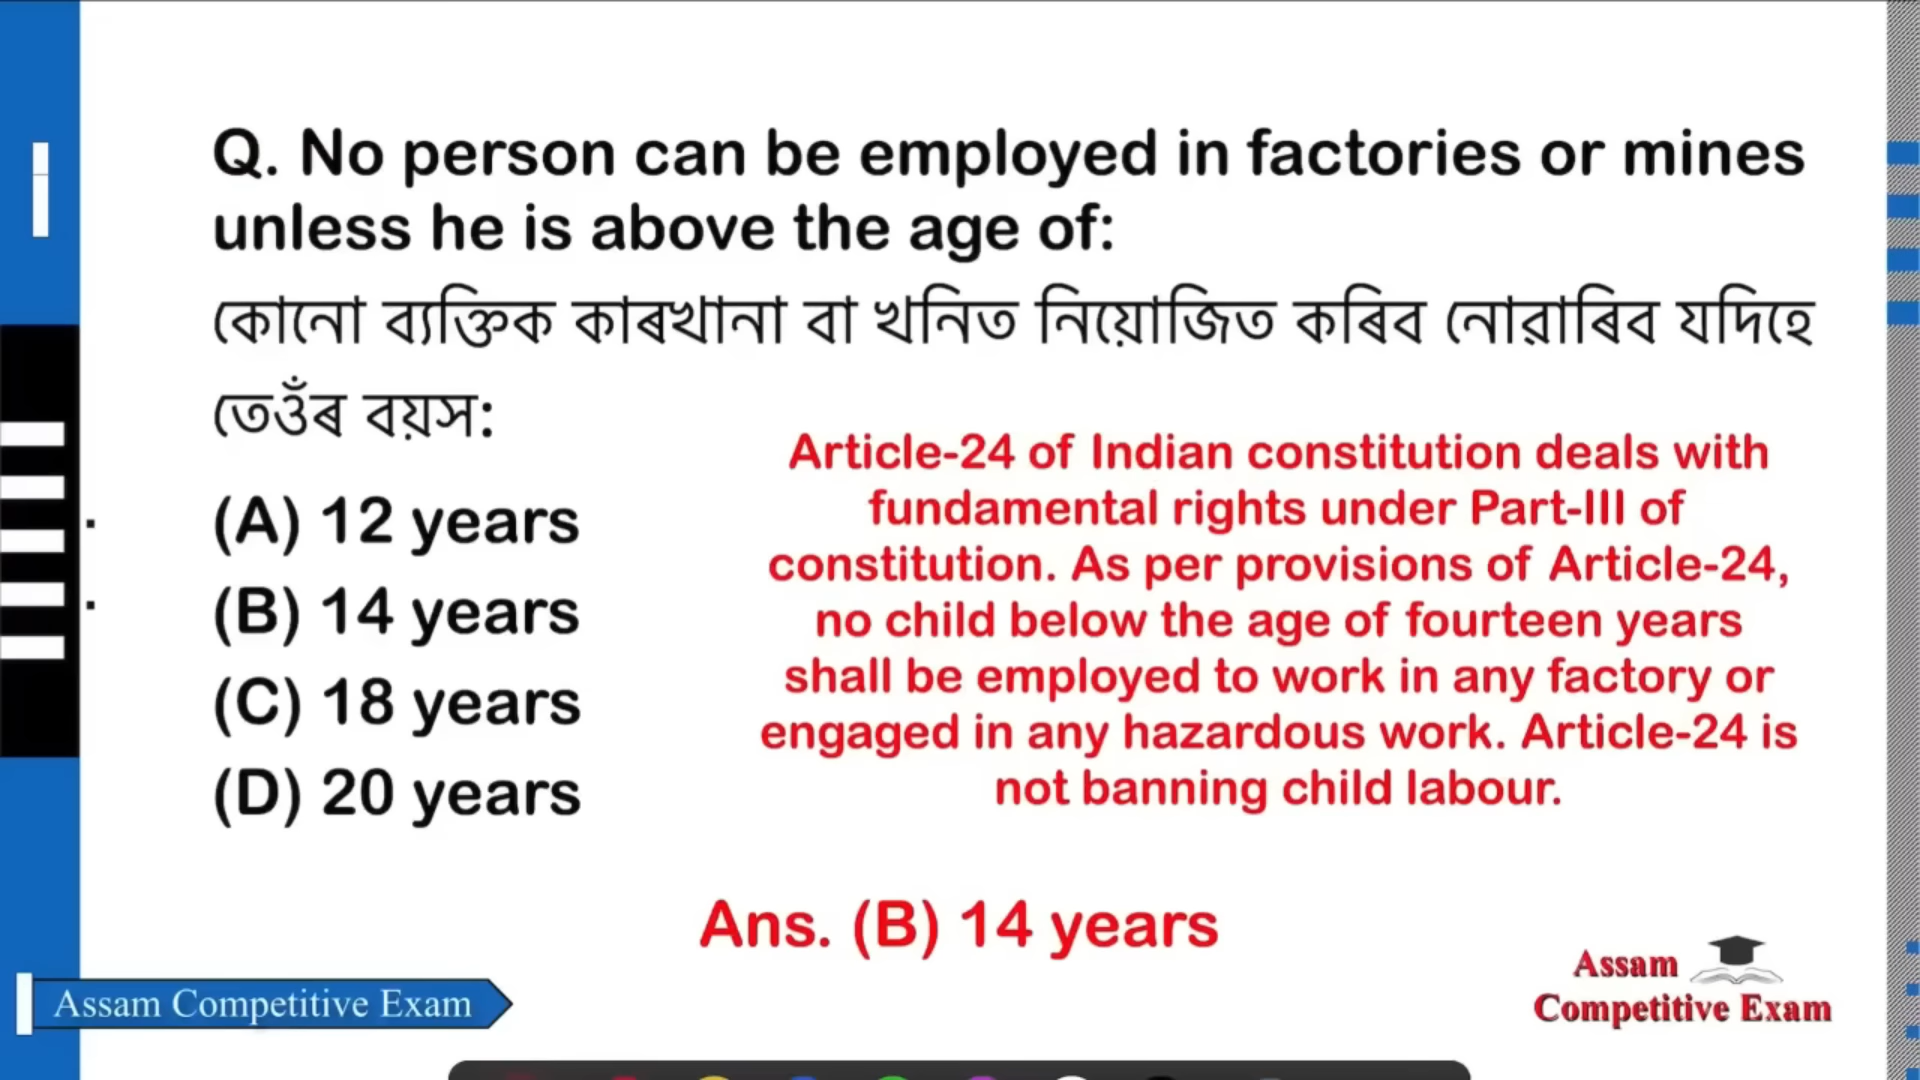 Q. No person can be employed in factories or mines
unless he is above the age of:
কোনো ব্যক্তিক কাৰখানা বা খনিত নিয়োজিত কৰিব নোৱাৰিব যদিহে
তেওঁৰ বয়স:
(A) 12 years
(B) 14 years
(C) 18 years
(D) 20 years
Article-24 of Indian constitution deals with
fundamental rights under Part-III of
constitution. As per provisions of Article-24,
no child below the age of fourteen years
shall be employed to work in any factory or
engaged in any hazardous work. Article-24 is
not banning child labour.
Ans. (B) 14 years
Assam Competitive Exam
Assam
Competitive Exam